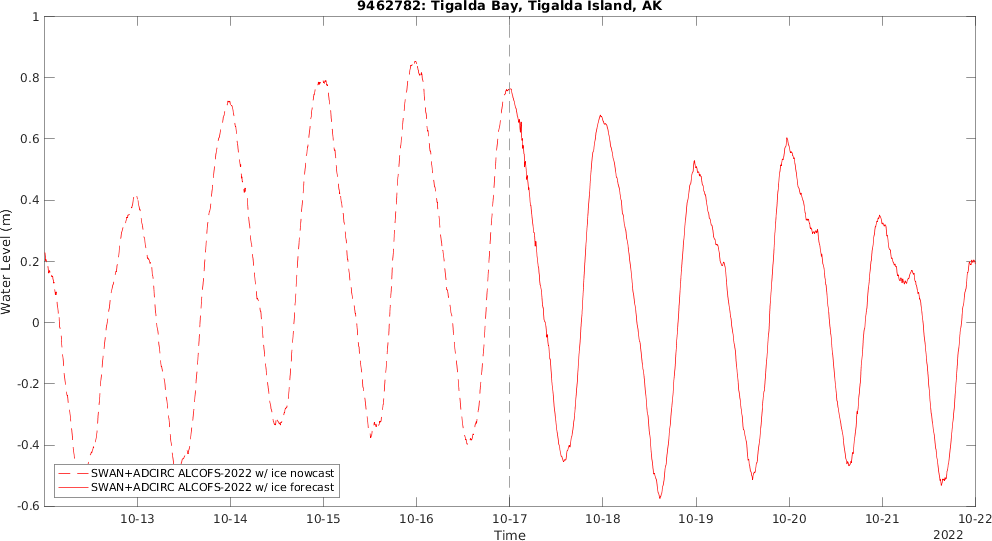 9462782: Tigalda Bay, Tigalda Island, AK
Water Level (m)
1
0.8
0.6
0.4
0.2
0
-0.2
-0.4
-0.6
SWAN+ADCIRC ALCOFS-2022 w/ ice nowcast
SWAN+ADCIRC ALCOFS-2022 w/ ice forecast
10-13 10-14 10-15 10-16 10-17 10-18 10-19 10-20 10-21 10-22
Time
2022